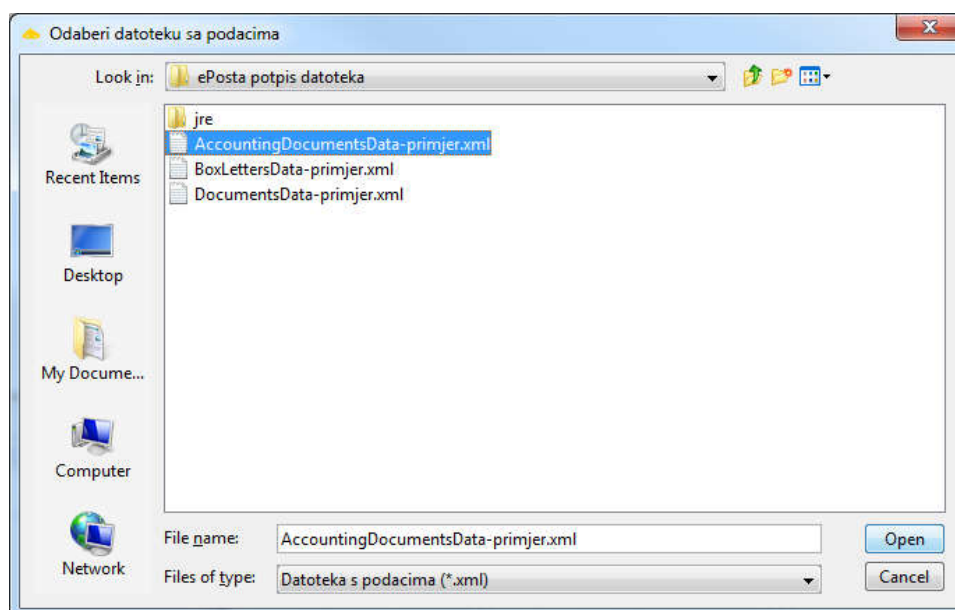 Odaberi datoteku sa podacima
Look in: ePosta potpis datoteka
jre
AccountingDocumentsData-primjer.xml
BoxLettersData-primjer.xml
DocumentsData-primjer.xml
Recent Items
Desktop
My Docume...
Computer
Network
File name: AccountingDocumentsData-primjer.xml Open
Files of type: Datoteka s podacima (*.xml) Cancel